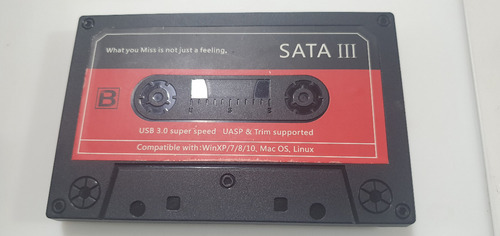 What you Miss is not just a feeling.
SATA III
B
USB 3.0 super speed UASP & Trim supported
Compatible with:WinXP/7/8/10, Mac OS, Linux